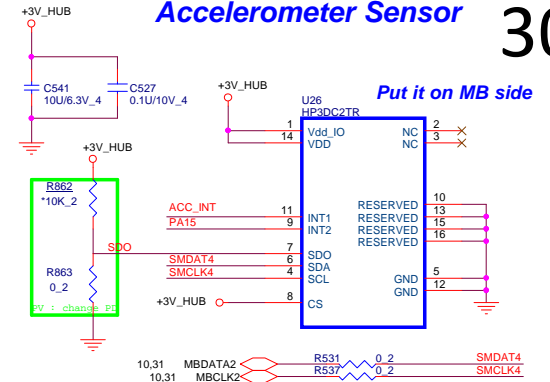 Accelerometer Sensor
30
+3V_HUB
C541
10U/6.3V_4
C527
0.1U/10V_4
+3V_HUB
Put it on MB side
U26
HP3DC2TR
1
Vdd_IO
14
VDD
NC
2
NC
3
+3V_HUB
R862
*10K_2
SDO
R863
0_2
PV : change PD
ACC_INT
11
INT1
PA15
9
INT2
7
SDO
SMDAT4
6
SDA
SMCLK4
4
SCL
+3V_HUB
8
CS
RESERVED
10
RESERVED
13
RESERVED
15
RESERVED
16
GND
5
GND
12
10,31 MBDATA2
R531
0_2
SMDAT4
10,31 MBCLK2
R537
0_2
SMCLK4